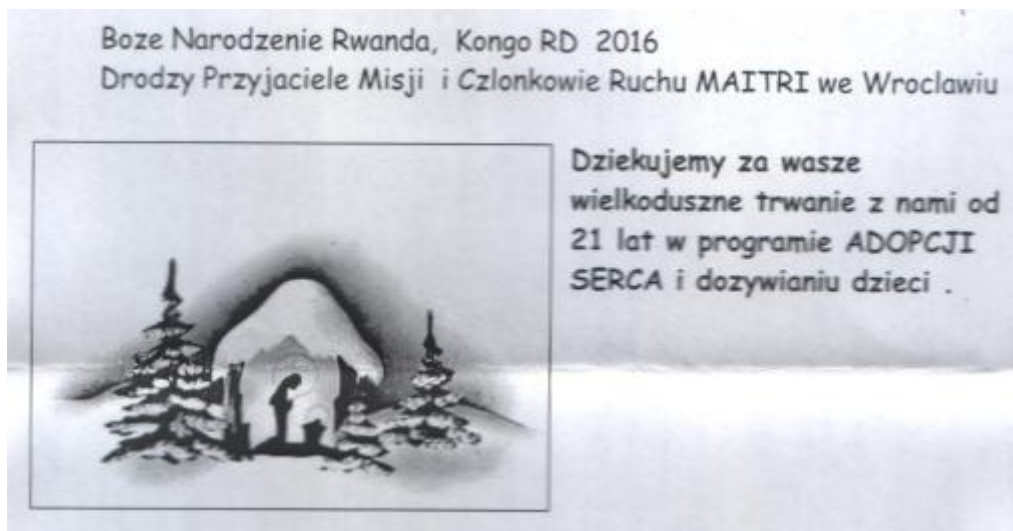 Boze Narodzenie Rwanda, Kongo RD 2016
Drodzy Przyjaciele Misji i Czlonkowie Ruchu MAITRI we Wroclawiu
Dziekujemy za wasze
wielkoduszne trwanie z nami od
21 lat w programie ADOPCJI
SERCA i dozywianiu dzieci .